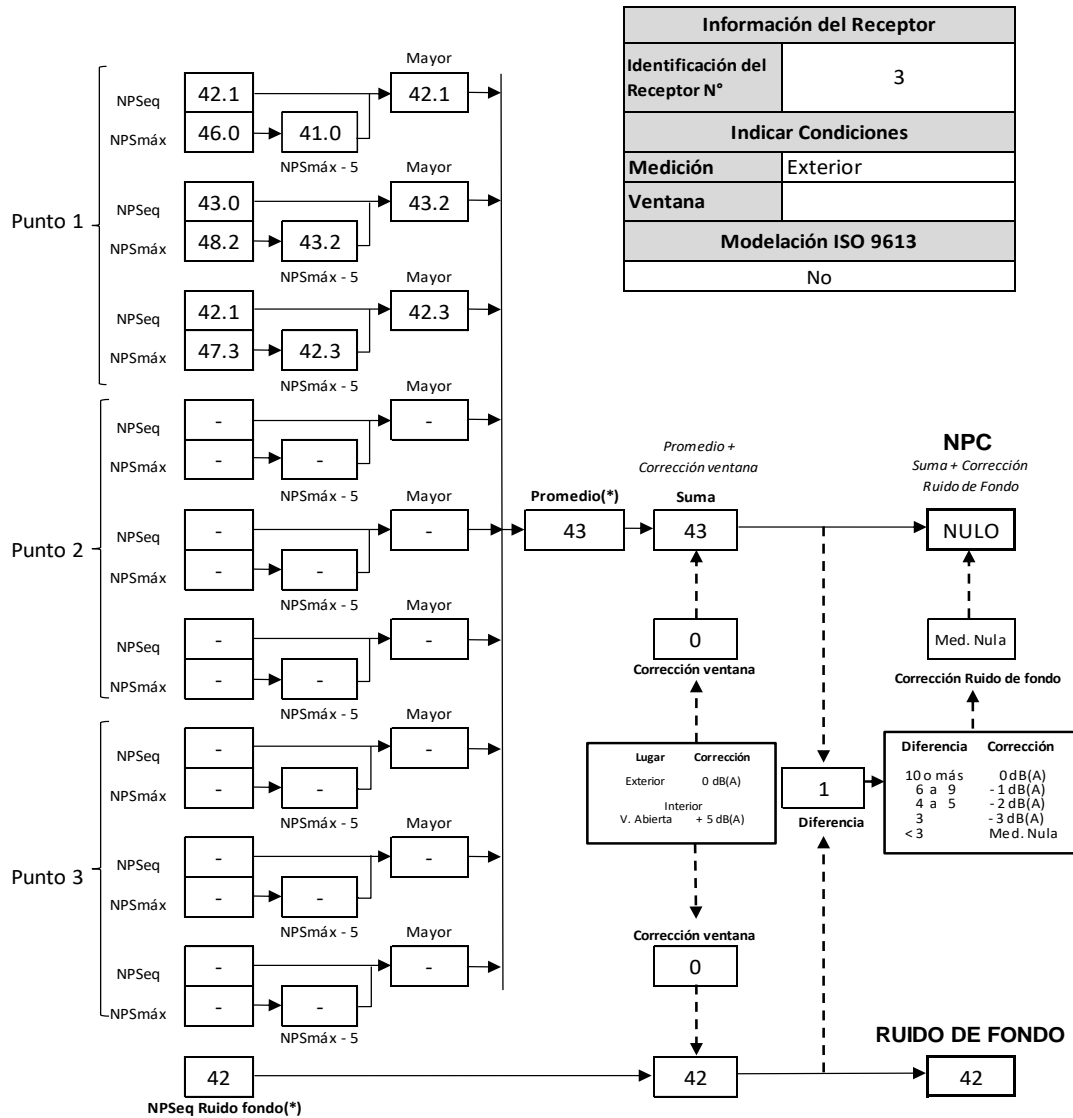 Información del Receptor
Identificación del
Receptor N°
3
Indicar Condiciones
Medición
Exterior
Ventana
Modelación ISO 9613
No
Punto 1
NPSeq
42.1
Mayor
42.1
NPSmáx
46.0
41.0
NPSmáx - 5
NPSeq
43.0
Mayor
43.2
NPSmáx
48.2
43.2
NPSmáx - 5
NPSeq
42.1
Mayor
42.3
NPSmáx
47.3
42.3
NPSmáx - 5
Punto 2
NPSeq
-
Mayor
-
NPSmáx
-
-
NPSmáx - 5
NPSeq
-
Mayor
-
NPSmáx
-
-
NPSmáx - 5
NPSeq
-
Mayor
-
NPSmáx
-
-
NPSmáx - 5
Punto 3
NPSeq
-
Mayor
-
NPSmáx
-
-
NPSmáx - 5
NPSeq
-
Mayor
-
NPSmáx
-
-
NPSmáx - 5
NPSeq
-
Mayor
-
NPSmáx
-
-
NPSmáx - 5
Promedio(*)
43
Promedio +
Corrección ventana
Suma
43
NPC
Suma + Corrección
Ruido de Fondo
NULO
0
Corrección ventana
Med. Nula
Corrección Ruido de fondo
Lugar Corrección
Exterior 0 dB(A)
Interior
V. Abierta + 5 dB(A)
1
Diferencia
Diferencia Corrección
10 o más 0 dB(A)
6 a 9 - 1 dB(A)
4 a 5 - 2 dB(A)
3 - 3 dB(A)
< 3 Med. Nula
Corrección ventana
0
42
NPSeq Ruido fondo(*)
42
RUIDO DE FONDO
42